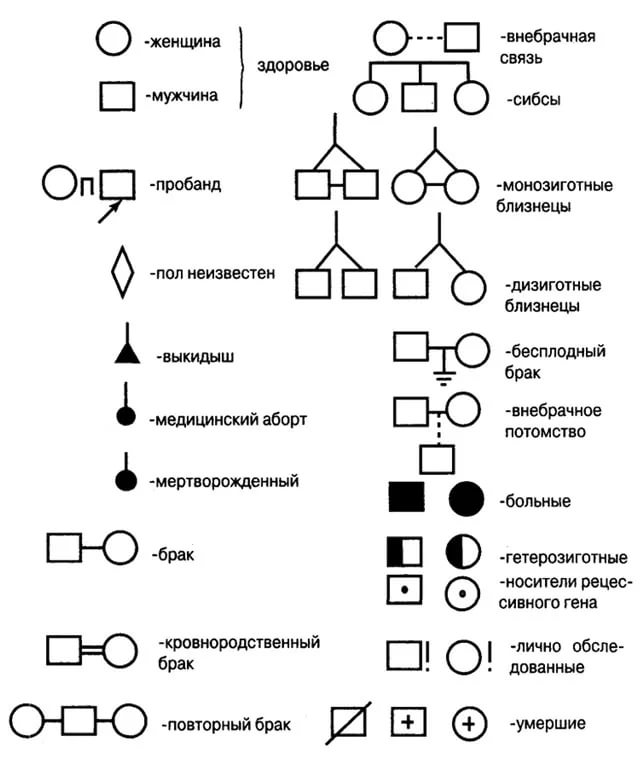 -женщина
-мужчина
здоровье
П
-пробанд
-пол неизвестен
-выкидыш
-медицинский аборт
-мертворожденный
-брак
-кровнородственный
брак
-повторный брак
-внебрачная
связь
-сибсы
-монозиготные
близнецы
-дизиготные
близнецы
-бесплодный
брак
-внебрачное
потомство
-больные
-гетерозиготные
-носители рецес-
сивного гена
! !
-лично обсле-
дованные
+ +
-умершие